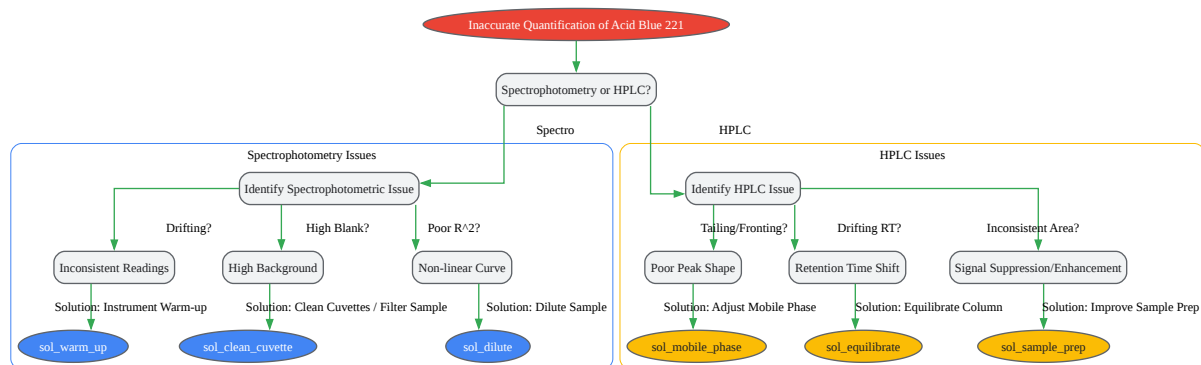 Inaccurate Quantification of Acid Blue 221
Spectrophotometry or HPLC?
Spectro
HPLC
Spectrophotometry Issues
HPLC Issues
Identify Spectrophotometric Issue
Identify HPLC Issue
Drifting?
High Blank?
Poor R^2?
Tailing/Fronting?
Drifting RT?
Inconsistent Area?
Inconsistent Readings
High Background
Non-linear Curve
Poor Peak Shape
Retention Time Shift
Signal Suppression/Enhancement
Solution: Instrument Warm-up
Solution: Clean Cuvettes / Filter Sample
Solution: Dilute Sample
Solution: Adjust Mobile Phase
Solution: Equilibrate Column
Solution: Improve Sample Prep
sol_warm_up
sol_clean_cuvette
sol_dilute
sol_mobile_phase
sol_equilibrate
sol_sample_prep